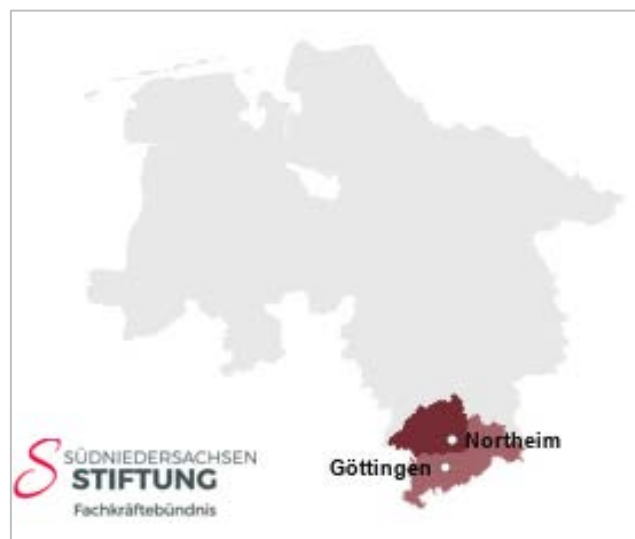 Northeim
Göttingen
SÜDNIEDERSACHSEN
STIFTUNG
Fachkräftebündnis